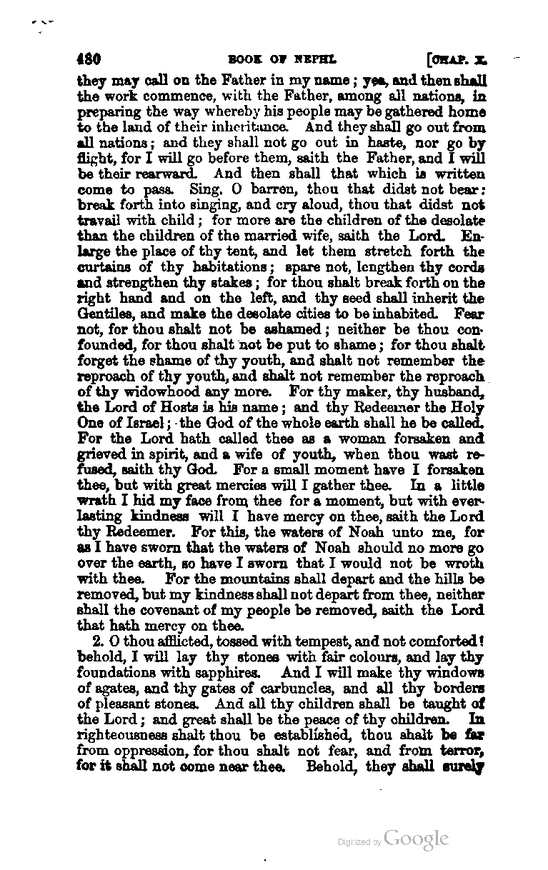 480 BOOK OF NEPHI. [CHAP. X.
they may call on the Father in my name; yea, and then shall
the work commence, with the Father, among all nations, in
preparing the way whereby his people may be gathered home
to the land of their inheritance. And they shall go out from
all nations; and they shall not go out in haste, nor go by
flight, for I will go before them, saith the Father, and I will
be their rearward. And then shall that which is written
come to pass. Sing, O barren, thou that didst not bear:
break forth into singing, and cry aloud, thou that didst not
travail with child; for more are the children of the desolate
than the children of the married wife, saith the Lord. En-
large the place of thy tent, and let them stretch forth the
curtains of thy habitations; spare not, lengthen thy cords
and strengthen thy stakes; for thou shalt break forth on the
right hand and on the left, and thy seed shall inherit the
Gentiles, and make the desolate cities to be inhabited. Fear
not, for thou shalt not be ashamed; neither be thou con-
founded, for thou shalt not be put to shame; for thou shalt
forget the shame of thy youth, and shalt not remember the
reproach of thy youth, and shalt not remember the reproach
of thy widowhood any more. For thy maker, thy husband,
the Lord of Hosts is his name; and thy Redeemer the Holy
One of Israel; the God of the whole earth shall he be called.
For the Lord hath called thee as a woman forsaken and
grieved in spirit, and a wife of youth, when thou wast re-
fused, saith thy God. For a small moment have I forsaken
thee, but with great mercies will I gather thee. In a little
wrath I hid my face from thee for a moment, but with ever-
lasting kindness will I have mercy on thee, saith the Lord
thy Redeemer. For this, the waters of Noah unto me, for
as I have sworn that the waters of Noah should no more go
over the earth, so have I sworn that I would not be wroth
with thee. For the mountains shall depart and the hills be
removed, but my kindness shall not depart from thee, neither
shall the covenant of my people be removed, saith the Lord
that hath mercy on thee.
2. O thou afflicted, tossed with tempest, and not comforted!
behold, I will lay thy stones with fair colours, and lay thy
foundations with sapphires. And I will make thy windows
of agates, and thy gates of carbuncles, and all thy borders
of pleasant stones. And all thy children shall be taught of
the Lord; and great shall be the peace of thy children. In
righteousness shalt thou be established, thou shalt be far
from oppression, for thou shalt not fear, and from terror,
for it shall not come near thee. Behold, they shall surely
Digitized by Google